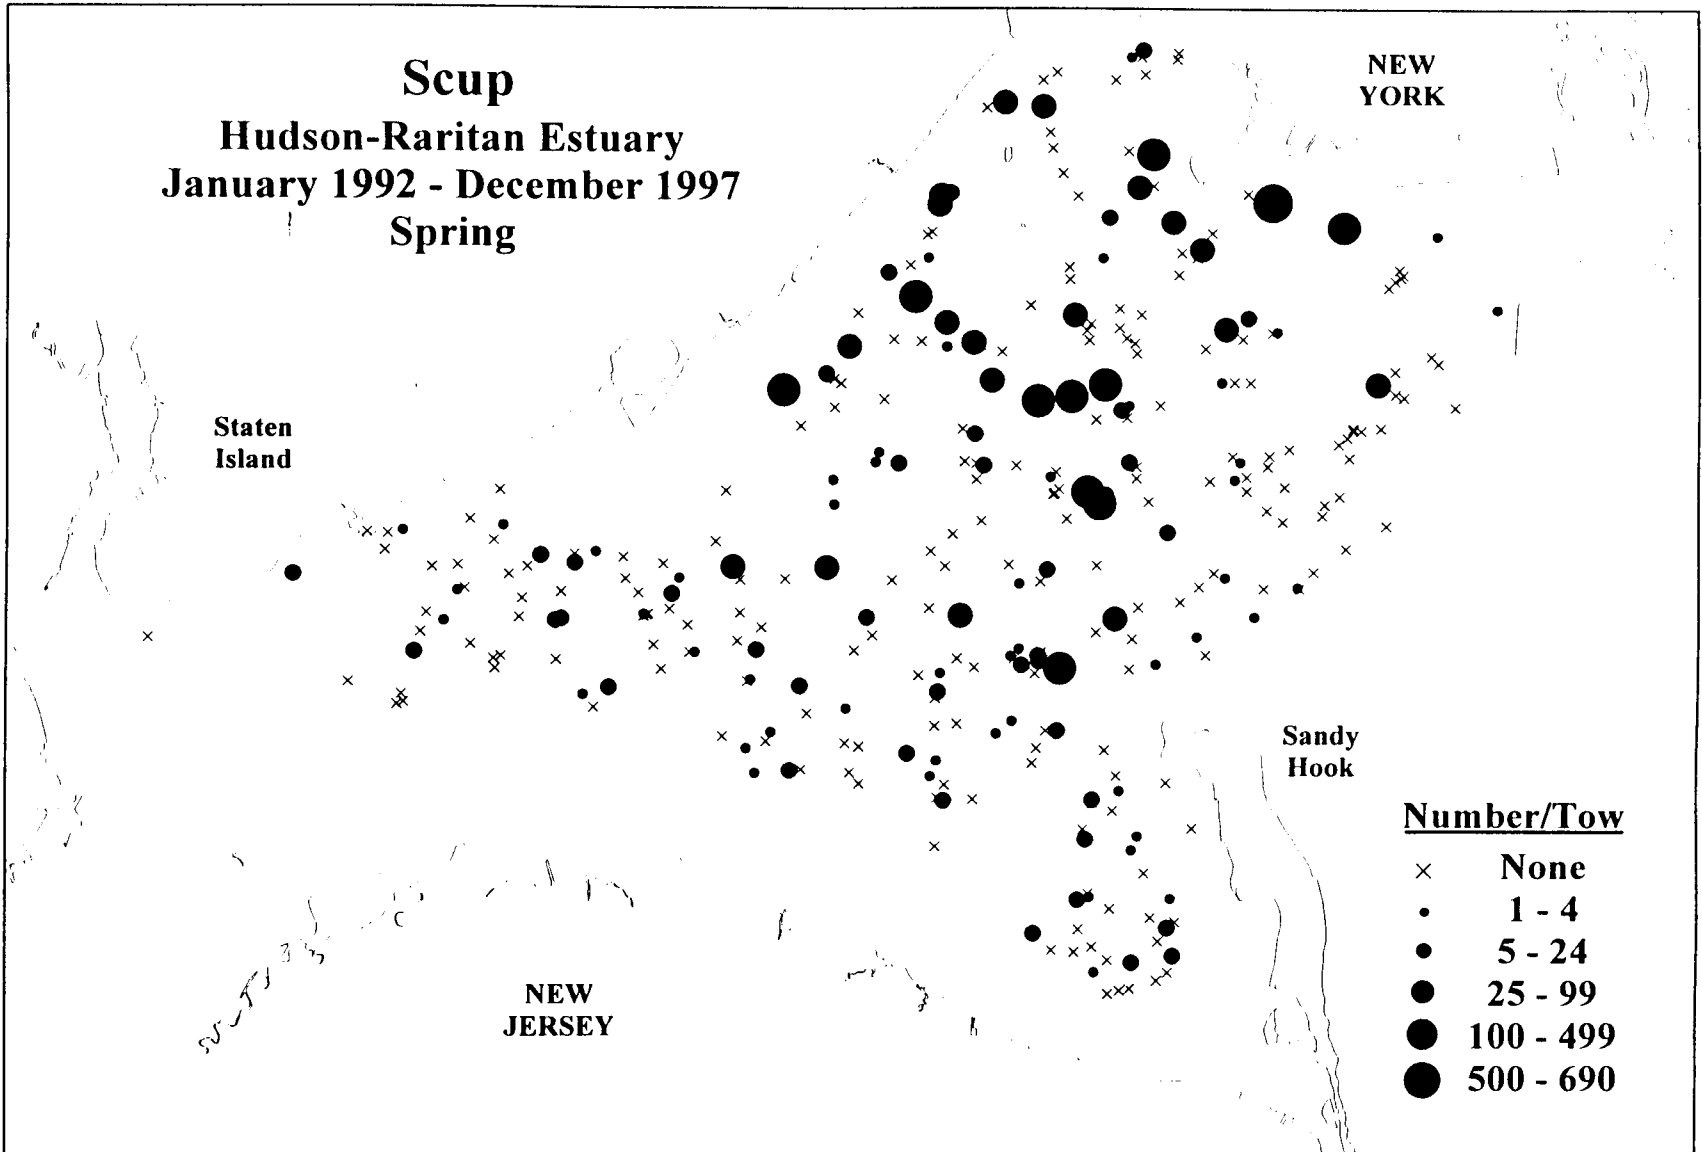 Scup
Hudson-Raritan Estuary
January 1992 - December 1997
Spring
NEW
YORK
Staten
Island
Sandy
Hook
NEW
JERSEY
Number/Tow
None
1 - 4
5 - 24
25 - 99
100 - 499
500 - 690